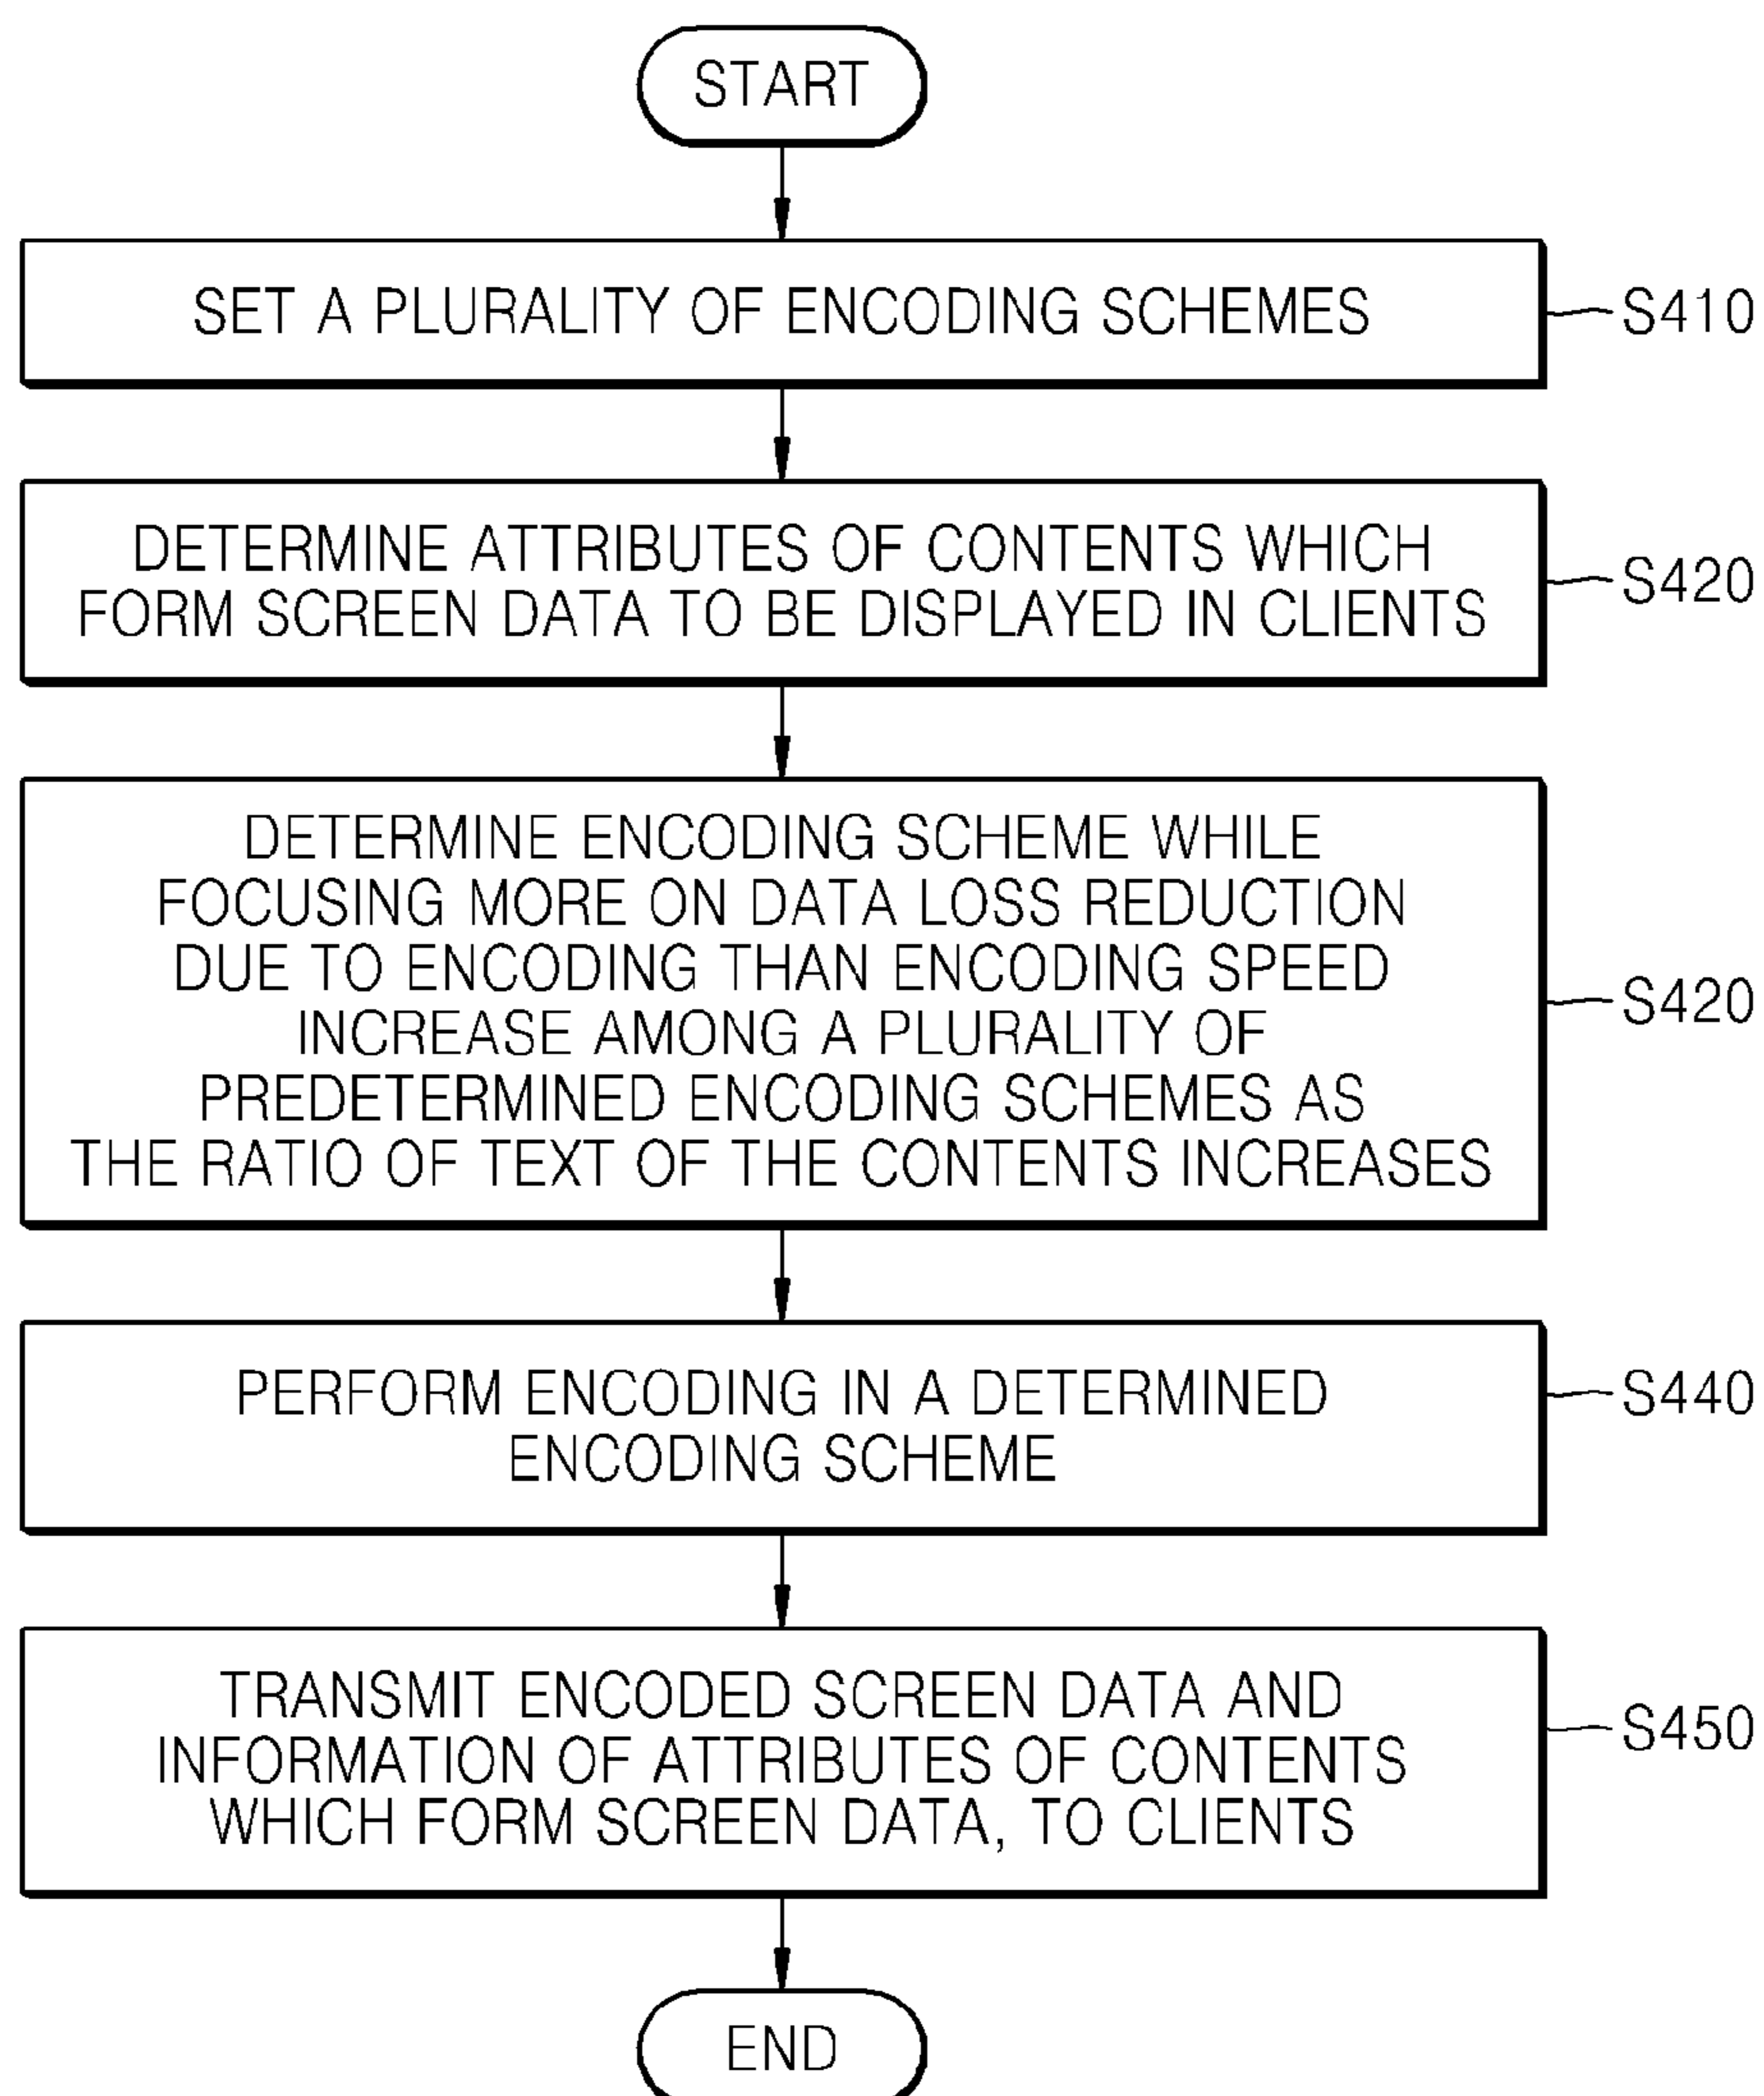 START
SET A PLURALITY OF ENCODING SCHEMES
S410
DETERMINE ATTRIBUTES OF CONTENTS WHICH
FORM SCREEN DATA TO BE DISPLAYED IN CLIENTS
S420
DETERMINE ENCODING SCHEME WHILE
FOCUSING MORE ON DATA LOSS REDUCTION
DUE TO ENCODING THAN ENCODING SPEED
INCREASE AMONG A PLURALITY OF
PREDETERMINED ENCODING SCHEMES AS
THE RATIO OF TEXT OF THE CONTENTS INCREASES
S420
PERFORM ENCODING IN A DETERMINED
ENCODING SCHEME
S440
TRANSMIT ENCODED SCREEN DATA AND
INFORMATION OF ATTRIBUTES OF CONTENTS
WHICH FORM SCREEN DATA, TO CLIENTS
S450
END